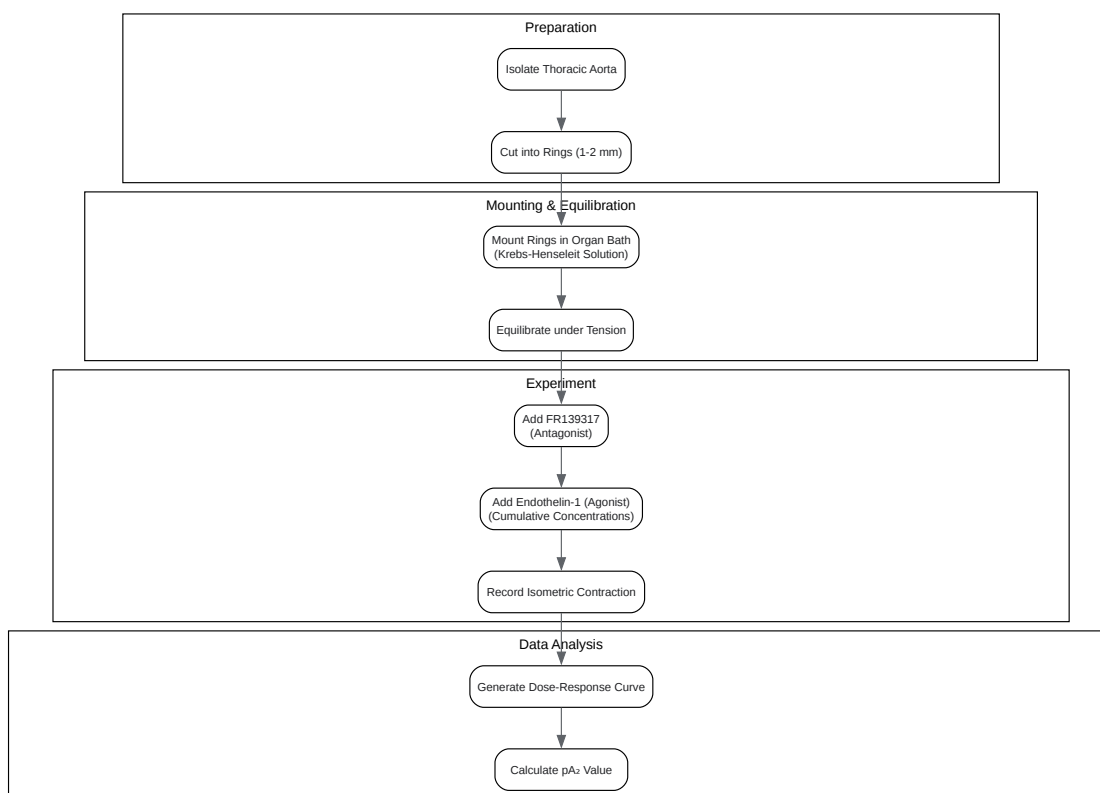 Preparation
Isolate Thoracic Aorta
Cut into Rings (1-2 mm)
Mounting & Equilibration
Mount Rings in Organ Bath
(Krebs-Henseleit Solution)
Equilibrate under Tension
Experiment
Add FR139317
(Antagonist)
Add Endothelin-1 (Agonist)
(Cumulative Concentrations)
Record Isometric Contraction
Data Analysis
Generate Dose-Response Curve
Calculate pA₂ Value